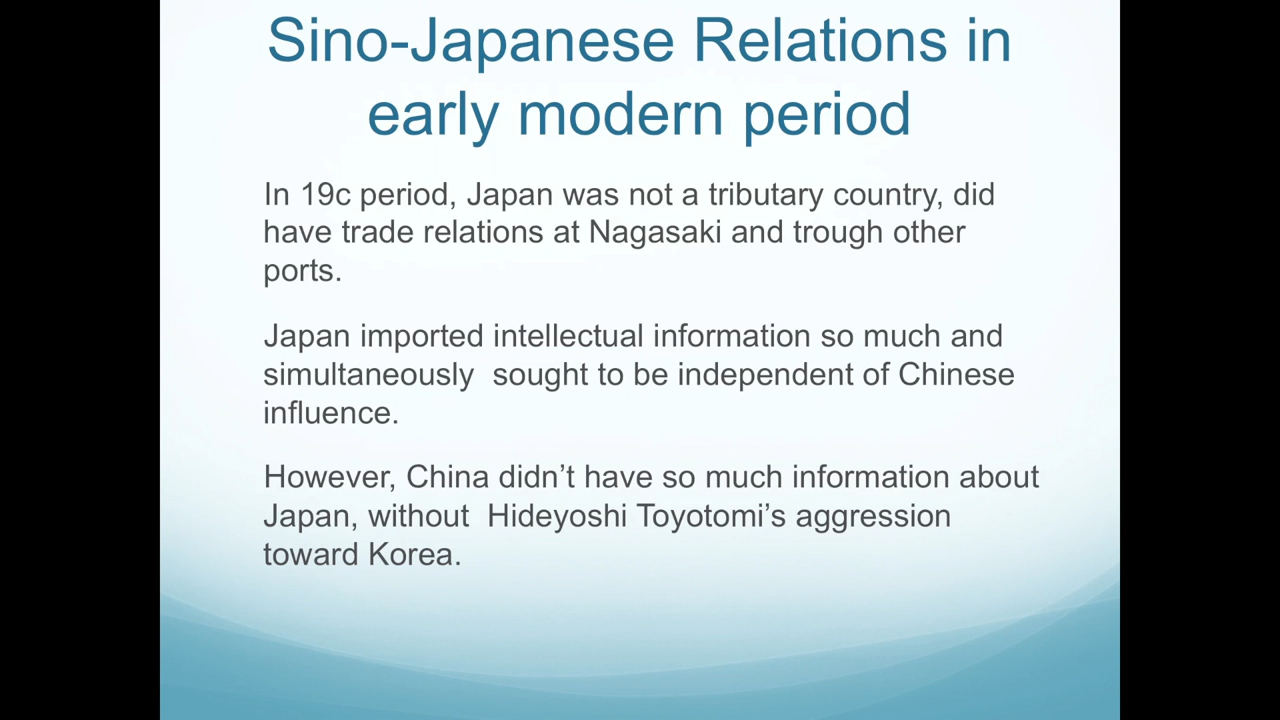 Sino-Japanese Relations in
early modern period
In 19c period, Japan was not a tributary country, did
have trade relations at Nagasaki and trough other
ports.
Japan imported intellectual information so much and
simultaneously  sought to be independent of Chinese
influence.
However, China didn’t have so much information about
Japan, without  Hideyoshi Toyotomi’s aggression
toward Korea.